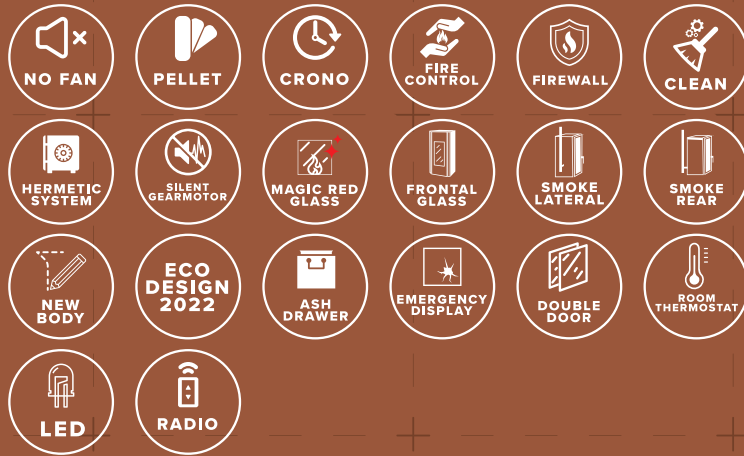 NO FAN
PELLET
CRONO
FIRE
CONTROL
FIREWALL
CLEAN
HERMETIC
SYSTEM
SILENT
GEARMOTOR
MAGIC RED
GLASS
FRONTAL
GLASS
SMOKE
LATERAL
SMOKE
REAR
NEW
BODY
ECO
DESIGN
2022
ASH
DRAWER
EMERGENCY
DISPLAY
DOUBLE
DOOR
ROOM
THERMOSTAT
LED
RADIO